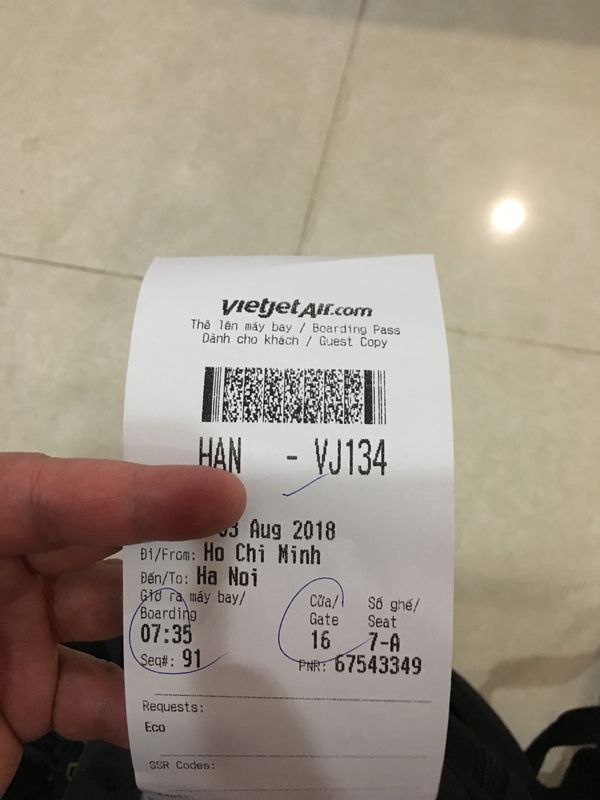 vietjetAir.com
Thẻ lên máy bay / Boarding Pass
Dành cho khách / Guest Copy
HAN - VJ134
03 Aug 2018
Đi/From: Ho Chi Minh
Đến/To: Ha Noi
Giờ ra máy bay/ Cửa/ Số ghế/
Boarding Gate Seat
07:35 16 7-A
Seq#: 91 PNR: 67543349
Requests:
Eco
SSR Codes: